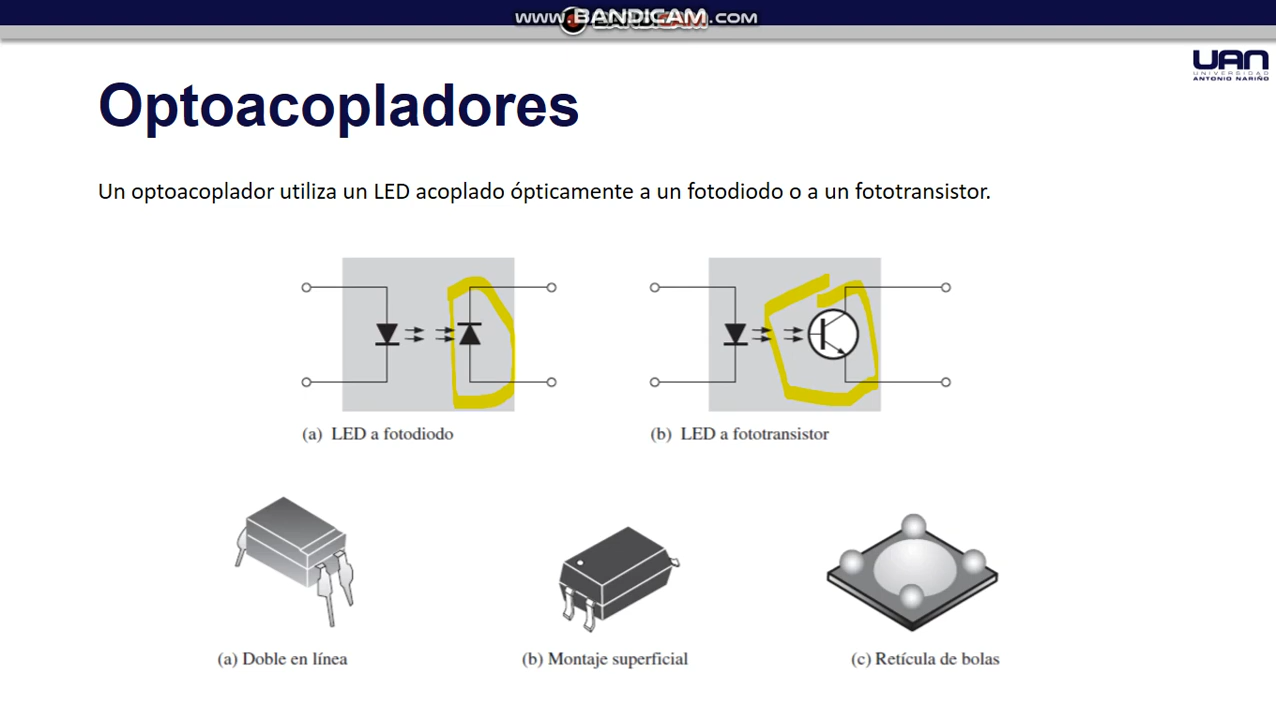 www.BANDICAM.com
UAN
UNIVERSIDAD
ANTONIO NARIÑO
Optoacopladores
Un optoacoplador utiliza un LED acoplado ópticamente a un fotodiodo o a un fototransistor.
(a) LED a fotodiodo
(b) LED a fototransistor
(a) Doble en línea
(b) Montaje superficial
(c) Retícula de bolas